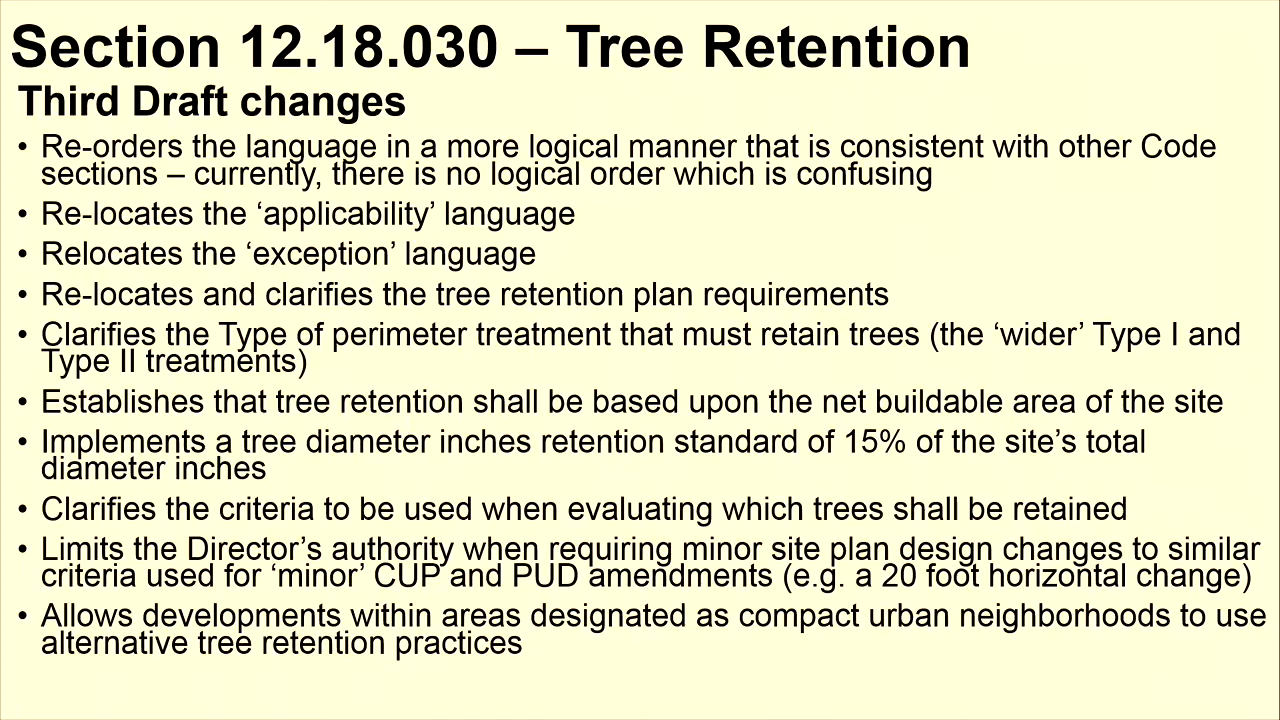 Section 12.18.030 – Tree Retention
Third Draft changes
• Re-orders the language in a more logical manner that is consistent with other Code
sections – currently, there is no logical order which is confusing
• Re-locates the ‘applicability’ language
• Relocates the ‘exception’ language
• Re-locates and clarifies the tree retention plan requirements
• Clarifies the Type of perimeter treatment that must retain trees (the ‘wider’ Type I and
Type II treatments)
• Establishes that tree retention shall be based upon the net buildable area of the site
• Implements a tree diameter inches retention standard of 15% of the site’s total
diameter inches
• Clarifies the criteria to be used when evaluating which trees shall be retained
• Limits the Director’s authority when requiring minor site plan design changes to similar
criteria used for ‘minor’ CUP and PUD amendments (e.g. a 20 foot horizontal change)
• Allows developments within areas designated as compact urban neighborhoods to use
alternative tree retention practices